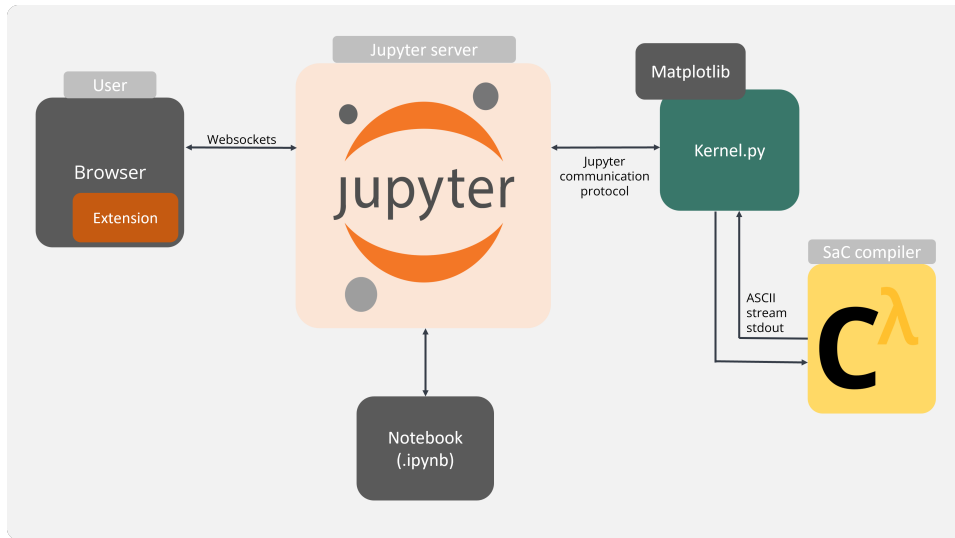 Jupyter server
User
Matplotlib
Browser
Extension
Websockets
jupyter
Jupyter
communication
protocol
Kernel.py
SaC compiler
ASCII
stream
stdout
C λ
Notebook
(.ipynb)